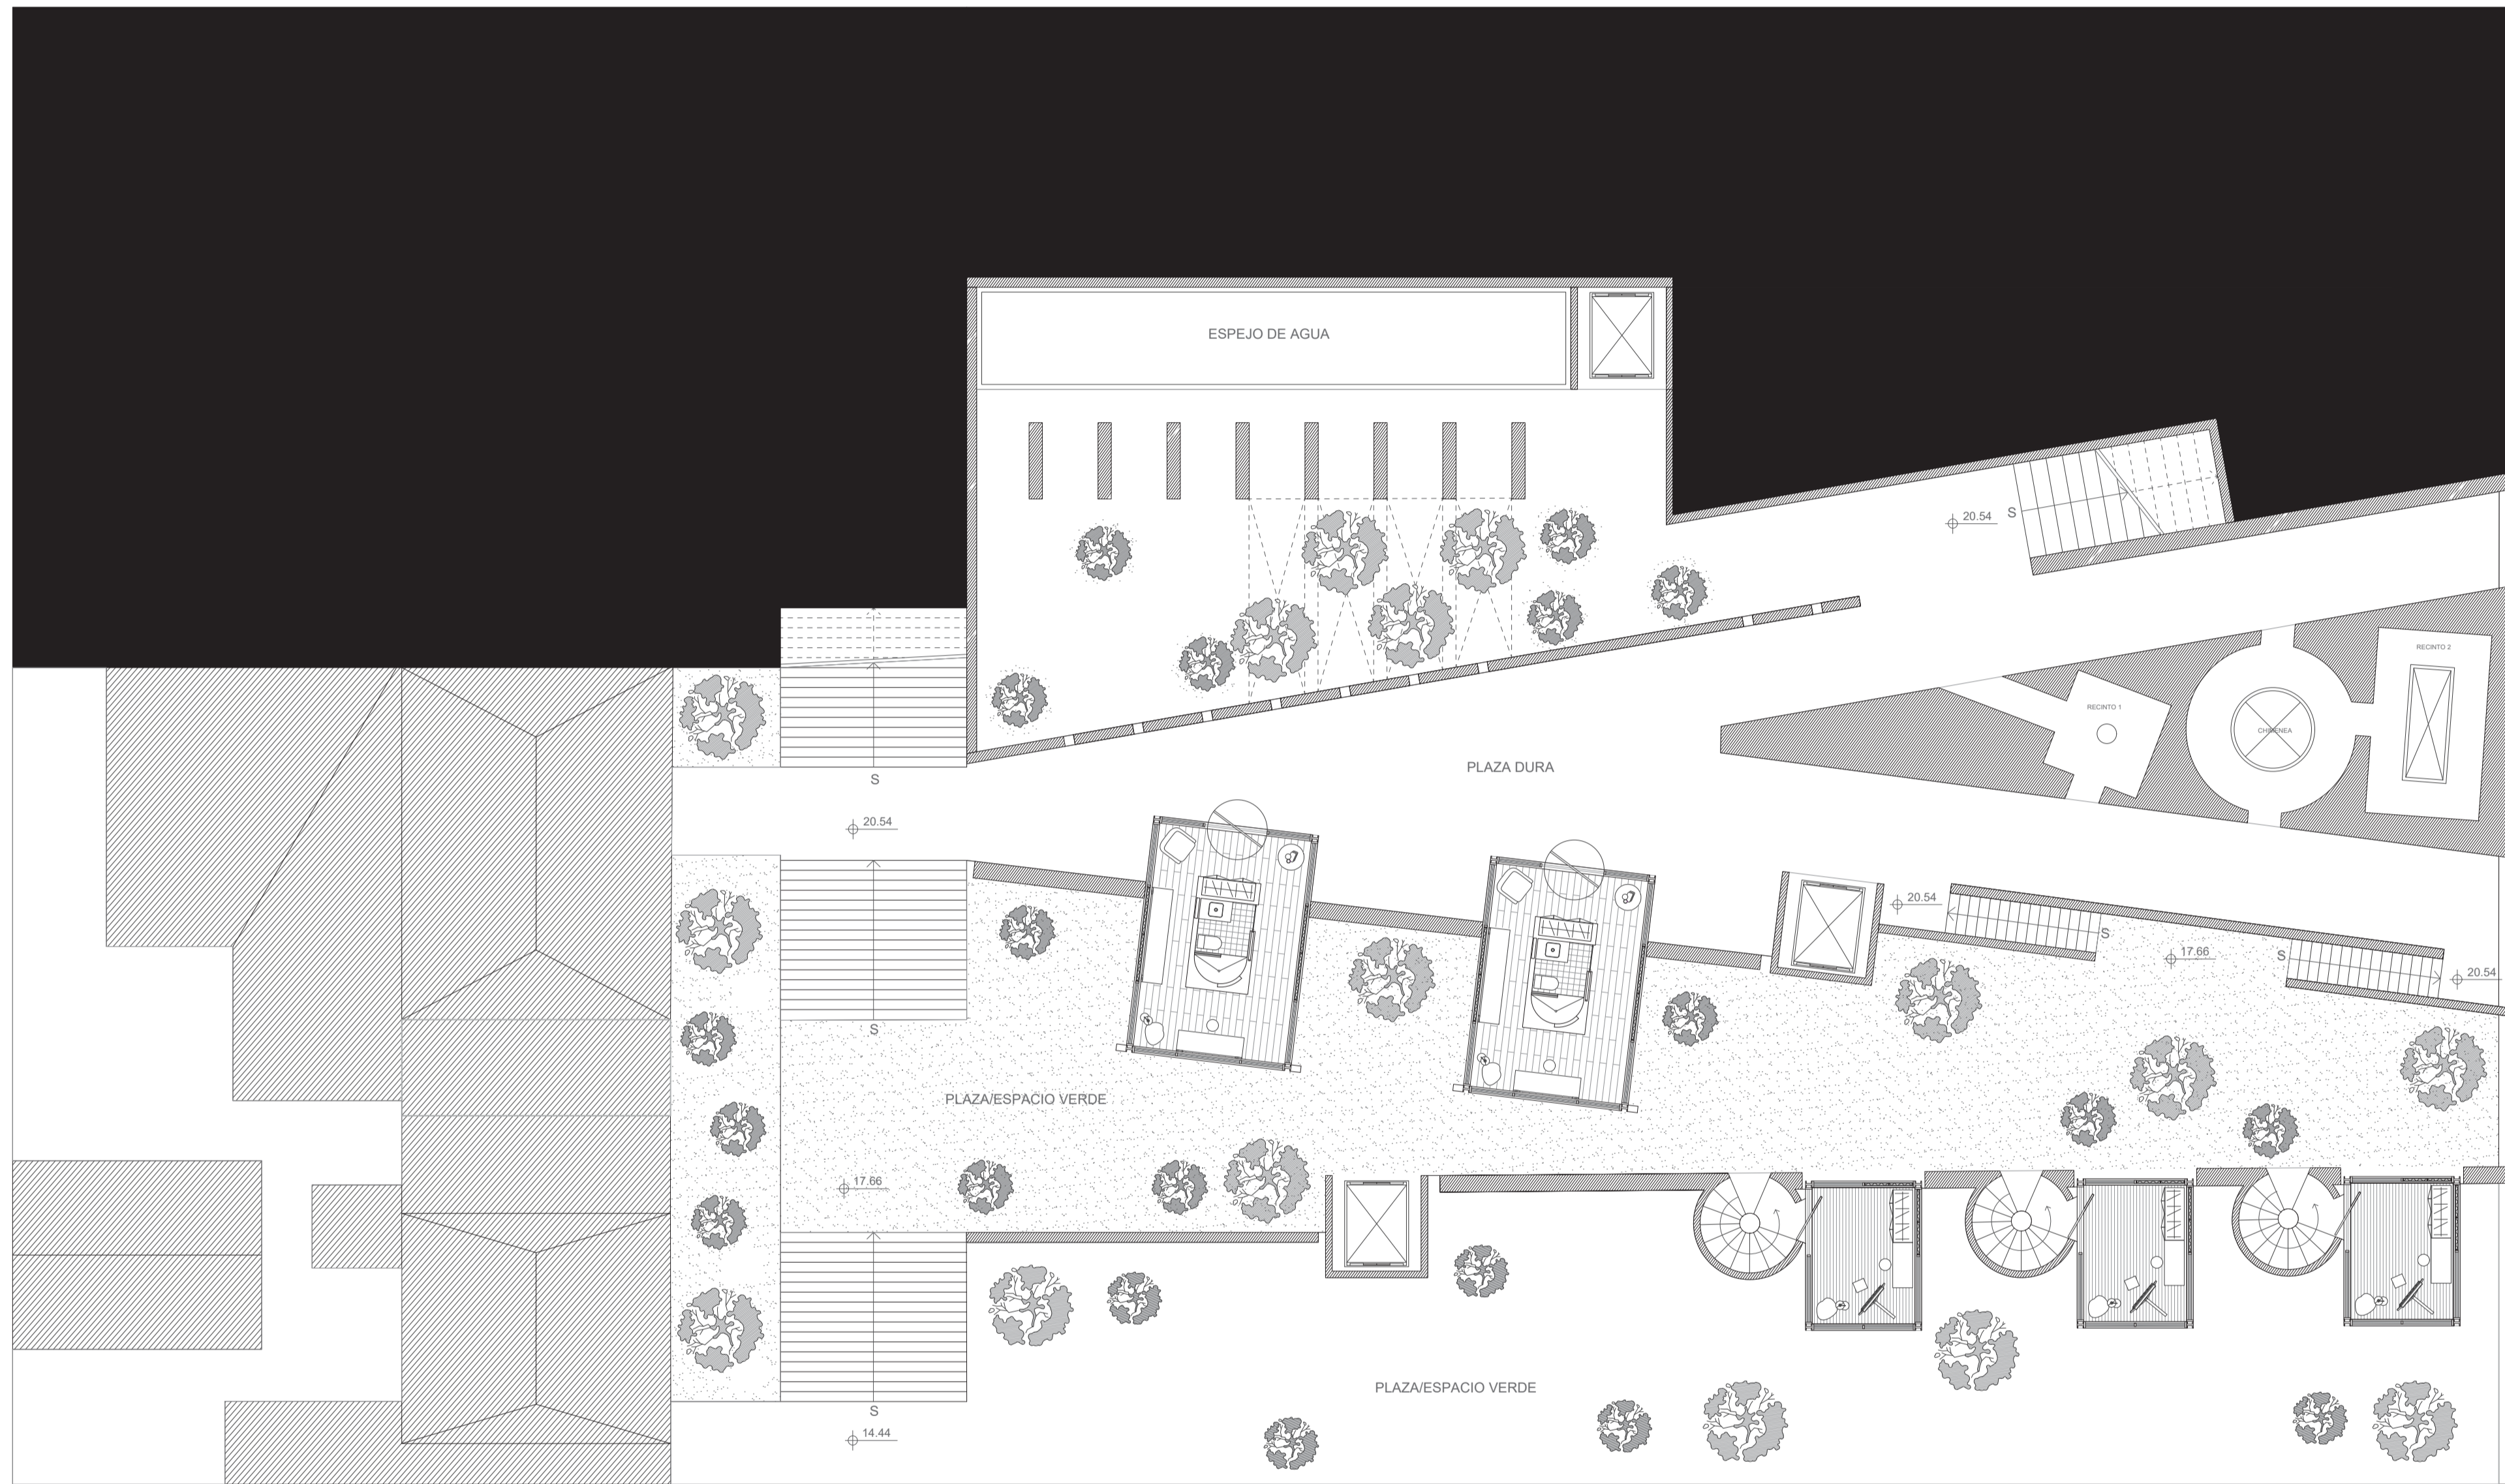 ESPEJO DE AGUA
20.54
S
RECINTO 2
RECINTO 1
CHIMENEA
PLAZA DURA
S
20.54
20.54
S
17.66
S
20.54
S
PLAZA/ESPACIO VERDE
17.66
PLAZA/ESPACIO VERDE
S
14.44